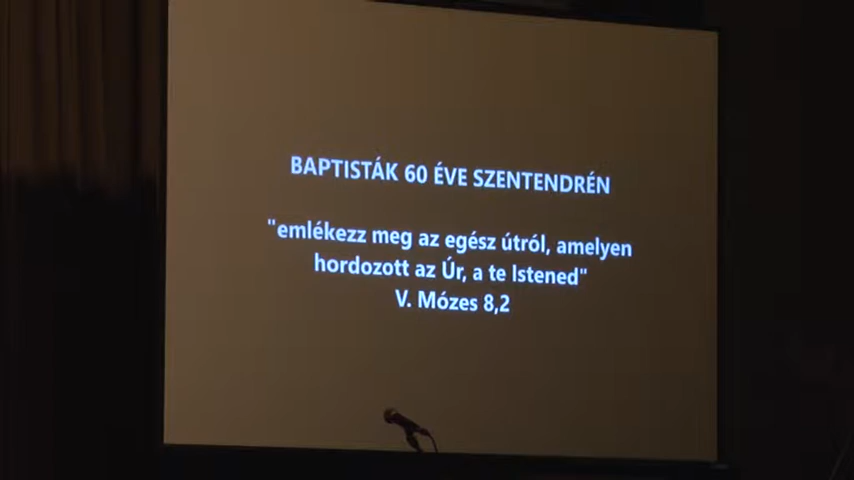 BAPTISTÁK 60 ÉVE SZENTENDRÉN
"emlékezz meg az egész útról, amelyen
hordozott az Úr, a te Istened"
V. Mózes 8,2